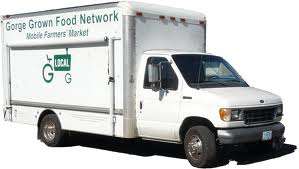 Gorge Grown Food Network
Mobile Farmers' Market
LOCAL
G
G